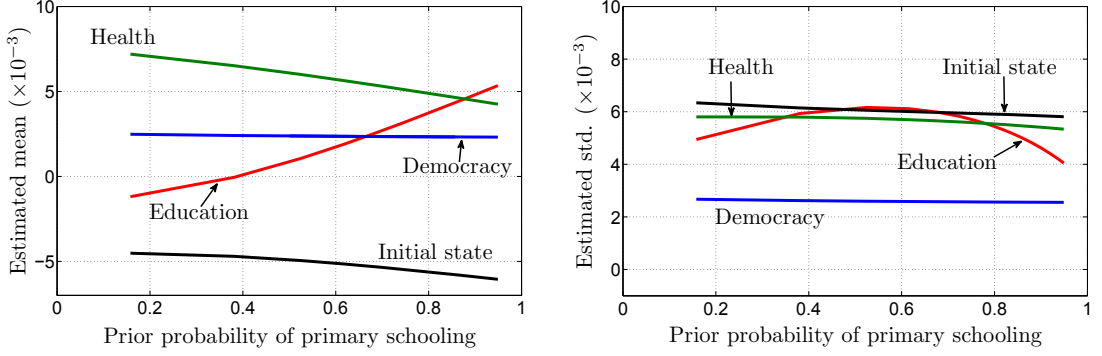 Estimated mean (×10⁻³)
10
5
0
−5
Health
Democracy
Education
Initial state
0
0.2
0.4
0.6
0.8
1
Prior probability of primary schooling
Estimated std. (×10⁻³)
10
8
6
4
2
0
Health
Initial state
Education
Democracy
0
0.2
0.4
0.6
0.8
1
Prior probability of primary schooling